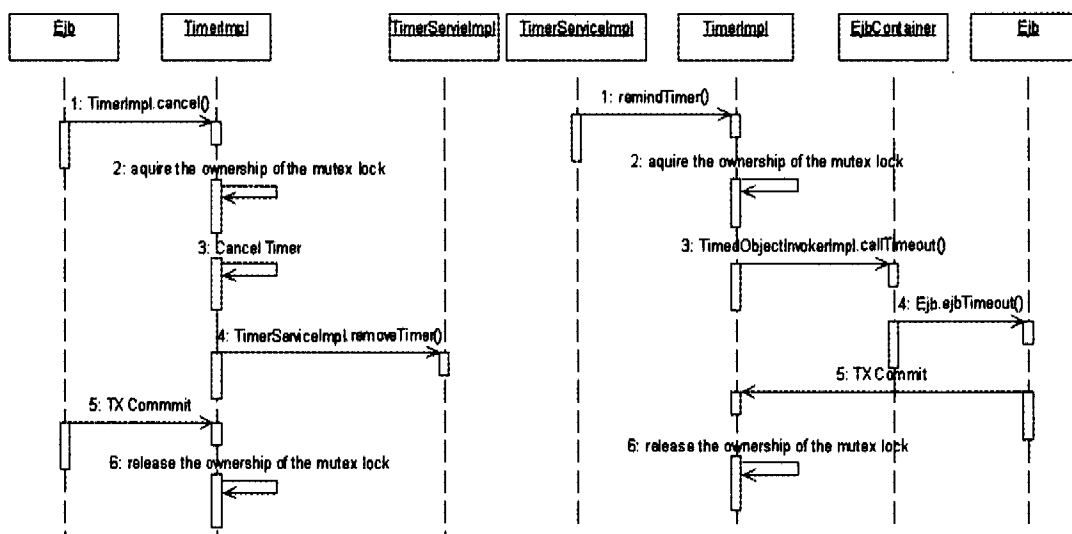 Ejb TimerImpl TimerServieImpl TimerServiceImpl TimerImpl EjbContainer Ejb
1: TimerImpl.cancel()
2: aquire the ownership of the mutex lock
3: Cancel Timer
4: TimerServiceImpl.removeTimer()
5: TX Commmit
6: release the ownership of the mutex lock
1: remindTimer()
2: aquire the ownership of the mutex lock
3: TimedObjectInvokerImpl.callTimeout()
4: Ejb.ejbTimeout()
5: TX Commit
6: release the ownership of the mutex lock